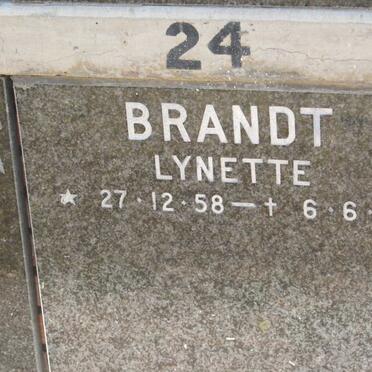 24
BRANDT
LYNETTE
* 27·12·58 — † 6·6